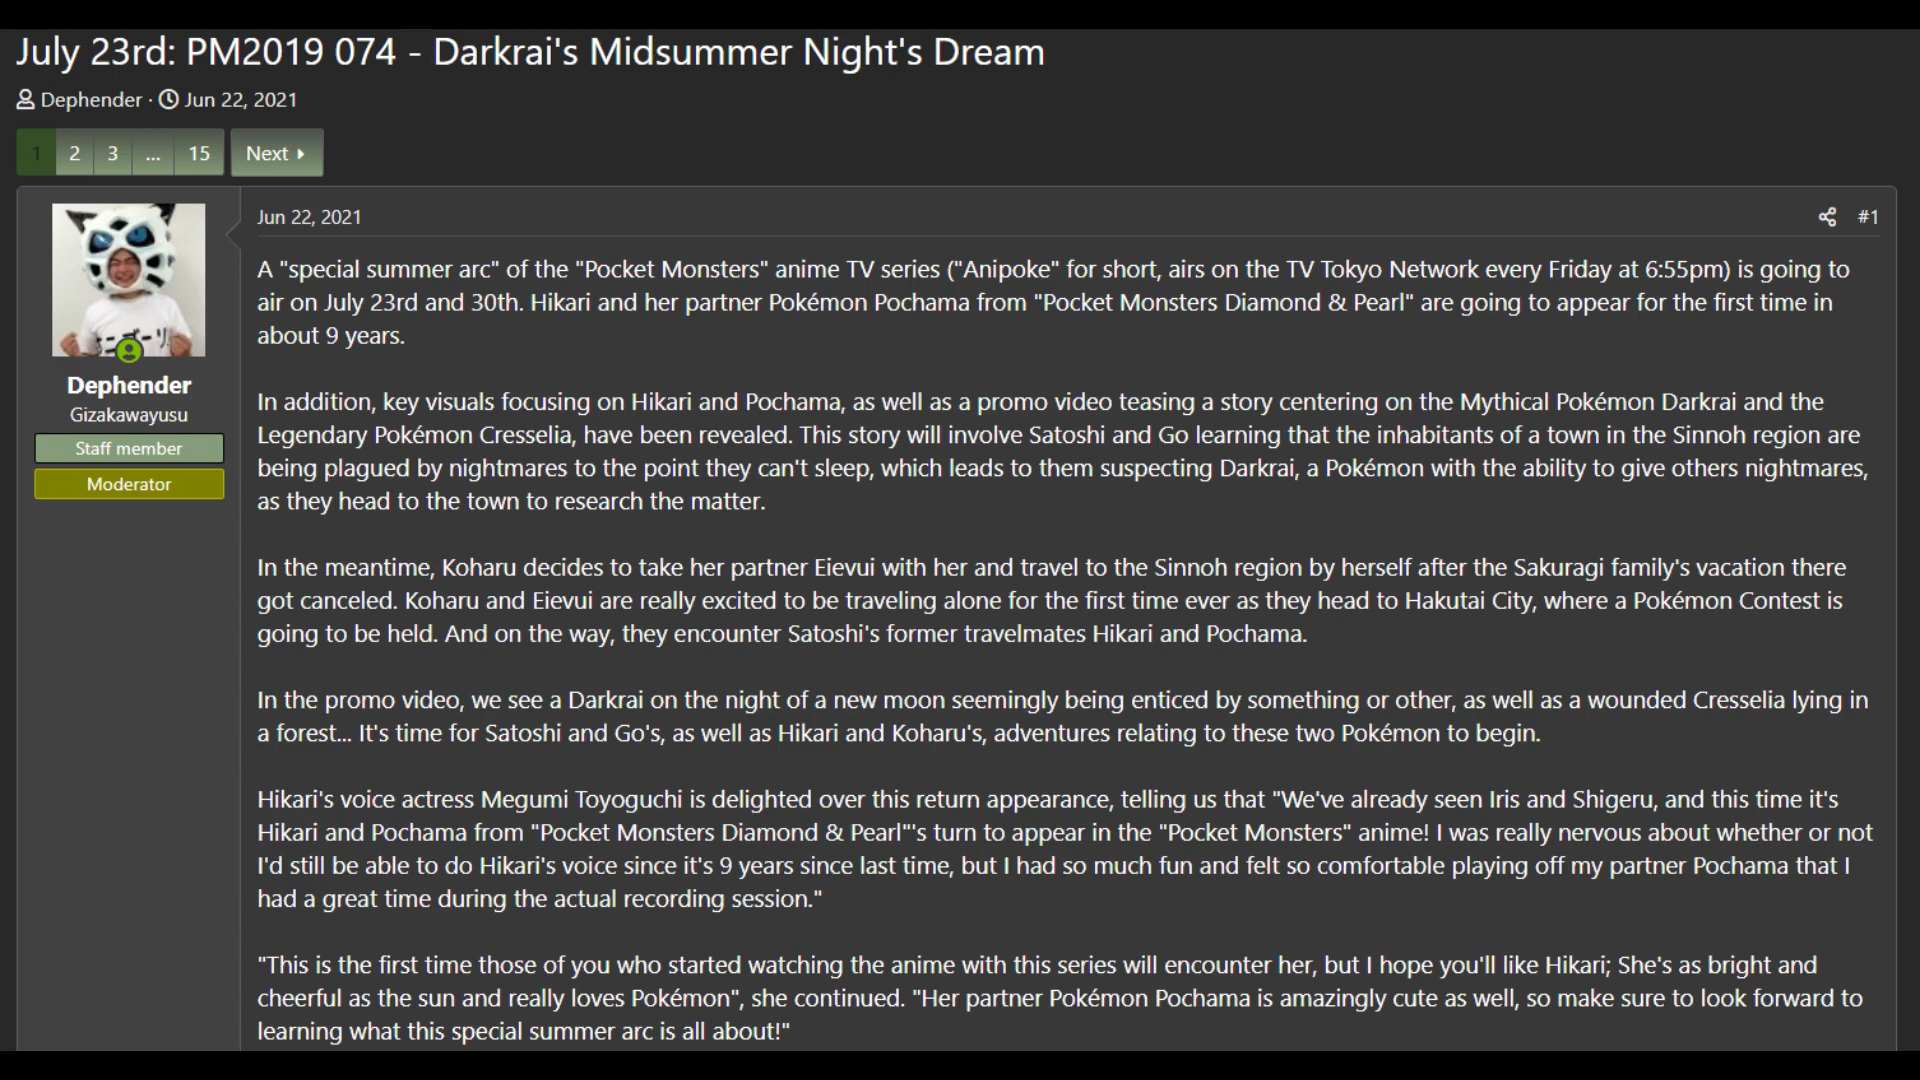 July 23rd: PM2019 074 - Darkrai's Midsummer Night's Dream
Dephender · Jun 22, 2021
1 2 3 ... 15 Next
Jun 22, 2021 #1
Dephender
Gizakawayusu
Staff member
Moderator
A "special summer arc" of the "Pocket Monsters" anime TV series ("Anipoke" for short, airs on the TV Tokyo Network every Friday at 6:55pm) is going to
air on July 23rd and 30th. Hikari and her partner Pokémon Pochama from "Pocket Monsters Diamond & Pearl" are going to appear for the first time in
about 9 years.
In addition, key visuals focusing on Hikari and Pochama, as well as a promo video teasing a story centering on the Mythical Pokémon Darkrai and the
Legendary Pokémon Cresselia, have been revealed. This story will involve Satoshi and Go learning that the inhabitants of a town in the Sinnoh region are
being plagued by nightmares to the point they can't sleep, which leads to them suspecting Darkrai, a Pokémon with the ability to give others nightmares,
as they head to the town to research the matter.
In the meantime, Koharu decides to take her partner Eievui with her and travel to the Sinnoh region by herself after the Sakuragi family's vacation there
got canceled. Koharu and Eievui are really excited to be traveling alone for the first time ever as they head to Hakutai City, where a Pokémon Contest is
going to be held. And on the way, they encounter Satoshi's former travelmates Hikari and Pochama.
In the promo video, we see a Darkrai on the night of a new moon seemingly being enticed by something or other, as well as a wounded Cresselia lying in
a forest... It's time for Satoshi and Go's, as well as Hikari and Koharu's, adventures relating to these two Pokémon to begin.
Hikari's voice actress Megumi Toyoguchi is delighted over this return appearance, telling us that "We've already seen Iris and Shigeru, and this time it's
Hikari and Pochama from "Pocket Monsters Diamond & Pearl"'s turn to appear in the "Pocket Monsters" anime! I was really nervous about whether or not
I'd still be able to do Hikari's voice since it's 9 years since last time, but I had so much fun and felt so comfortable playing off my partner Pochama that I
had a great time during the actual recording session."
"This is the first time those of you who started watching the anime with this series will encounter her, but I hope you'll like Hikari; She's as bright and
cheerful as the sun and really loves Pokémon", she continued. "Her partner Pokémon Pochama is amazingly cute as well, so make sure to look forward to
learning what this special summer arc is all about!"